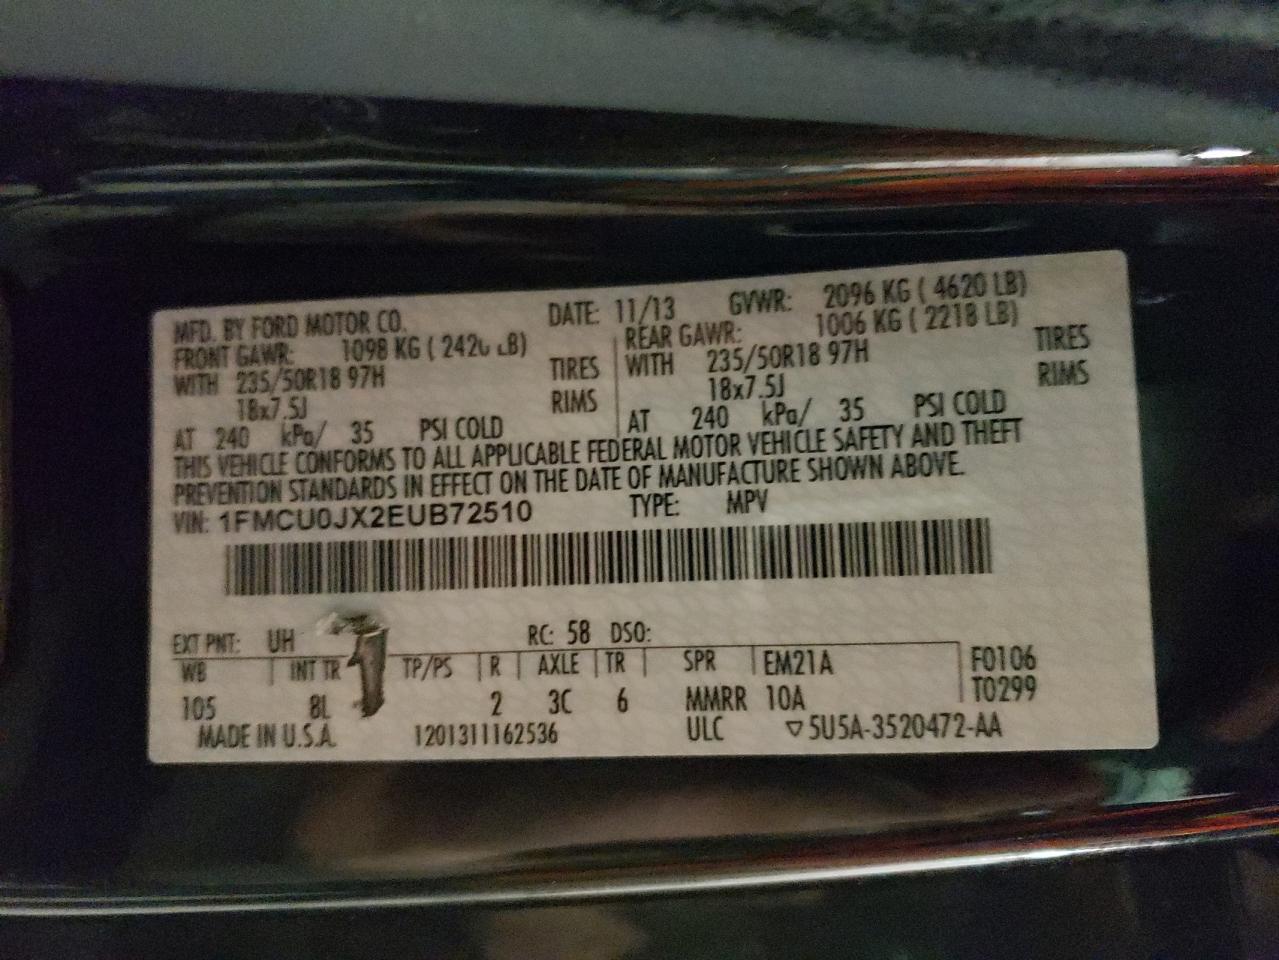 MFD. BY FORD MOTOR CO. DATE: 11/13 GVWR: 2096 KG ( 4620 LB)
FRONT GAWR: 1098 KG ( 2420 LB) REAR GAWR: 1006 KG ( 2218 LB)
WITH 235/50R18 97H TIRES WITH 235/50R18 97H TIRES
18x7.5J RIMS 18x7.5J RIMS
AT 240 kPa/ 35 PSI COLD AT 240 kPa/ 35 PSI COLD
THIS VEHICLE CONFORMS TO ALL APPLICABLE FEDERAL MOTOR VEHICLE SAFETY AND THEFT
PREVENTION STANDARDS IN EFFECT ON THE DATE OF MANUFACTURE SHOWN ABOVE.
VIN: 1FMCU0JX2EUB72510 TYPE: MPV
EXT PNT: UH RC: 58 DSO:
WB INT TR TP/PS R AXLE TR SPR EM21A F0106
105 8L 2 3C 6 MMRR 10A T0299
MADE IN U.S.A. 1201311162536 ULC ▽5U5A-3520472-AA